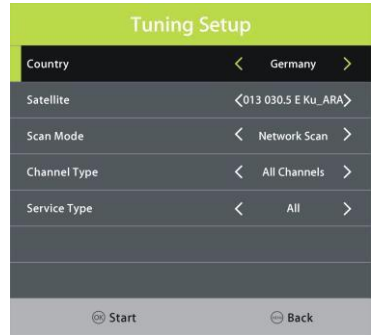 Tuning Setup
Country < Germany >
Satellite <013 030.5 E Ku_ARA>
Scan Mode < Network Scan >
Channel Type < All Channels >
Service Type < All >
OK Start Back